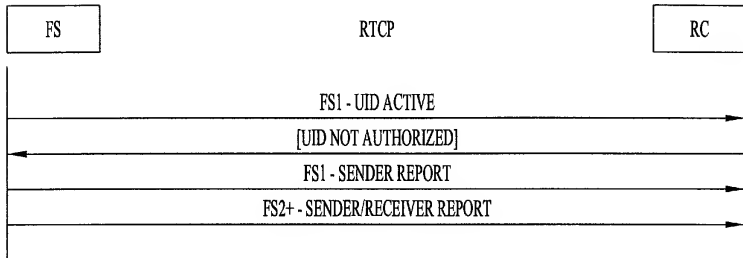 FS RTCP RC
FS1 - UID ACTIVE
[UID NOT AUTHORIZED]
FS1 - SENDER REPORT
FS2+ - SENDER/RECEIVER REPORT